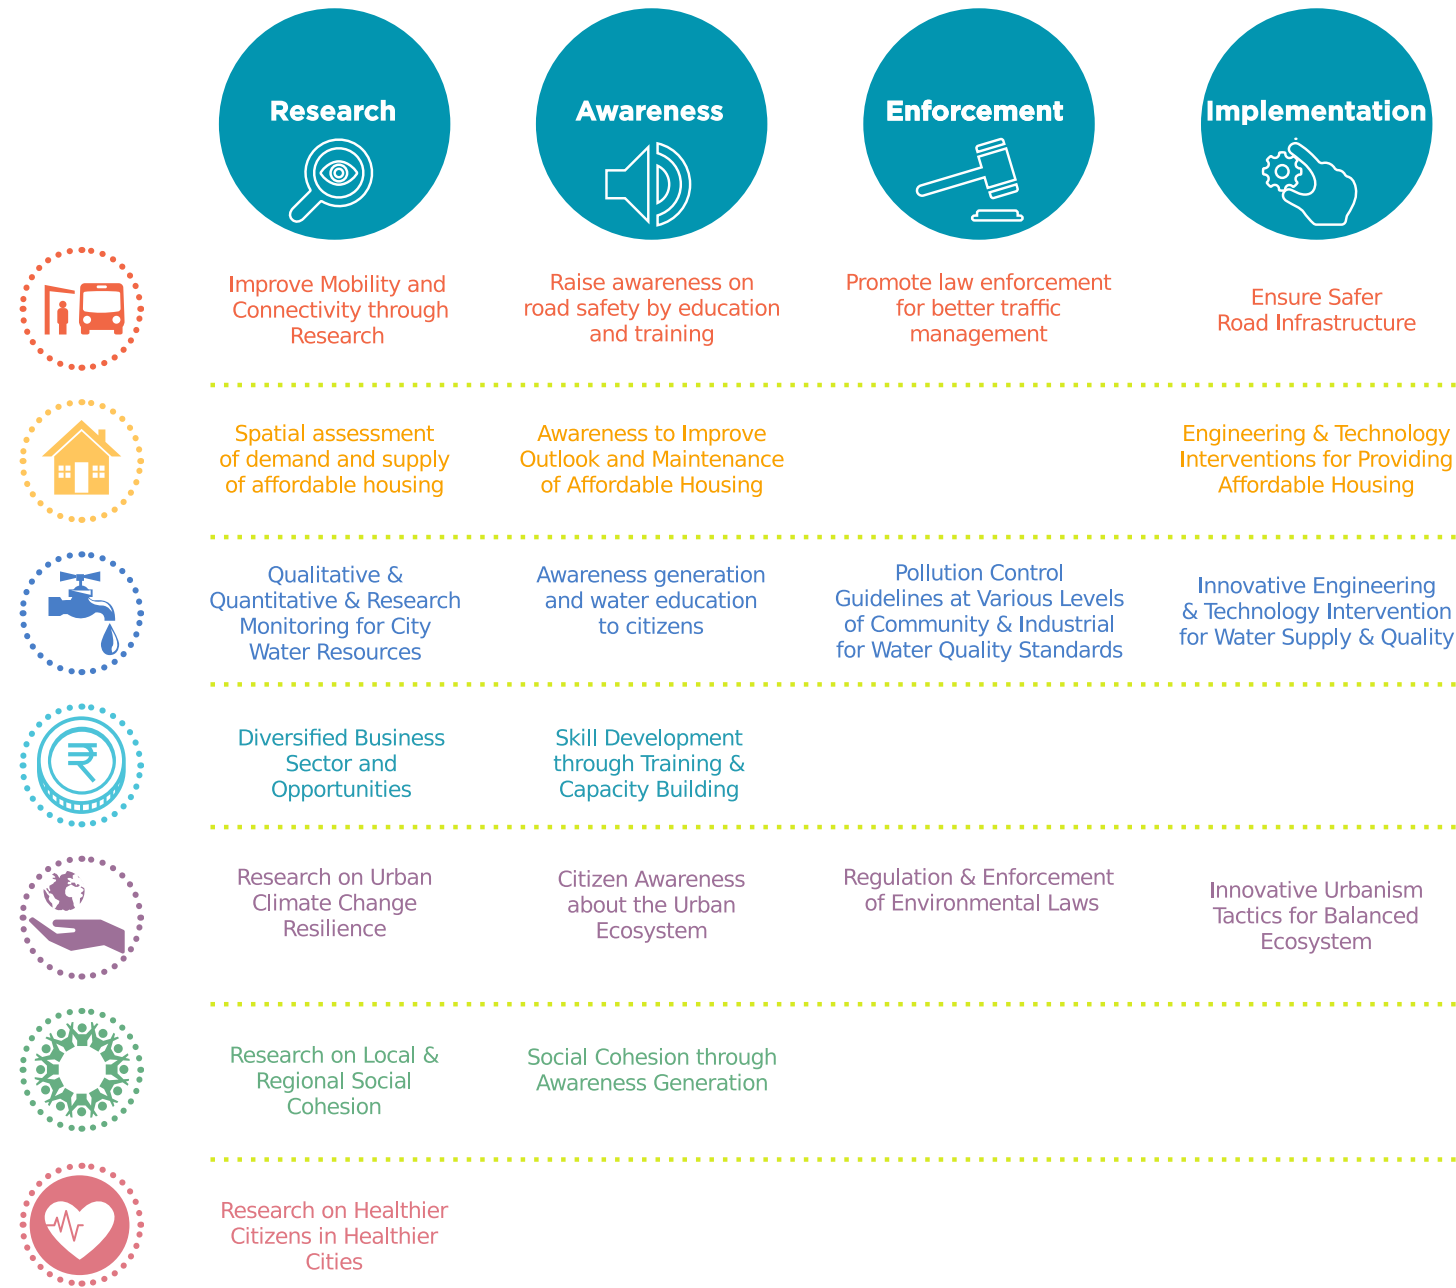 Research
Awareness
Enforcement
Implementation
Improve Mobility and
Connectivity through
Research
Raise awareness on
road safety by education
and training
Promote law enforcement
for better traffic
management
Ensure Safer
Road Infrastructure
Spatial assessment
of demand and supply
of affordable housing
Awareness to Improve
Outlook and Maintenance
of Affordable Housing
Engineering & Technology
Interventions for Providing
Affordable Housing
Qualitative &
Quantitative & Research
Monitoring for City
Water Resources
Awareness generation
and water education
to citizens
Pollution Control
Guidelines at Various Levels
of Community & Industrial
for Water Quality Standards
Innovative Engineering
& Technology Intervention
for Water Supply & Quality
₹
Diversified Business
Sector and
Opportunities
Skill Development
through Training &
Capacity Building
Research on Urban
Climate Change
Resilience
Citizen Awareness
about the Urban
Ecosystem
Regulation & Enforcement
of Environmental Laws
Innovative Urbanism
Tactics for Balanced
Ecosystem
Research on Local &
Regional Social
Cohesion
Social Cohesion through
Awareness Generation
Research on Healthier
Citizens in Healthier
Cities